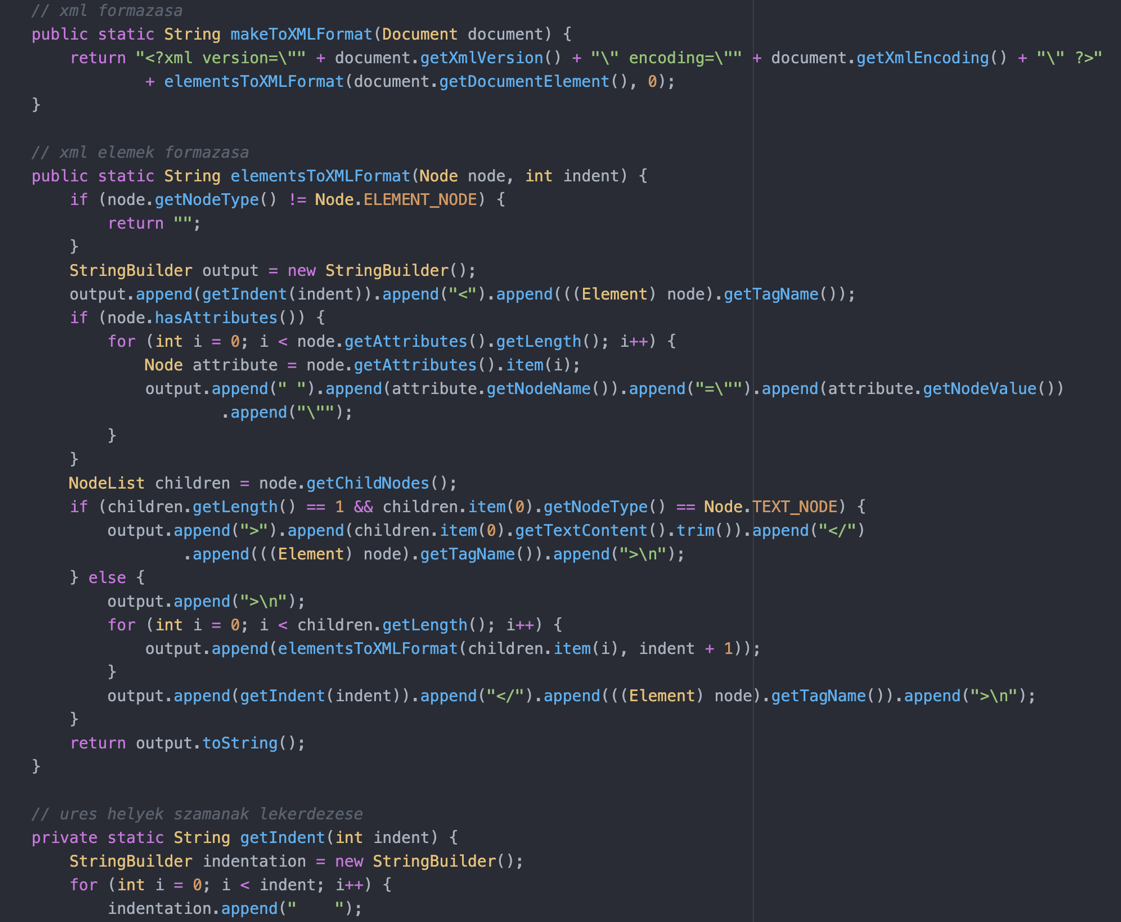 // xml formazasa
public static String makeToXMLFormat(Document document) {
    return "<?xml version=\"" + document.getXmlVersion() + "\" encoding=\"" + document.getXmlEncoding() + "\" ?>"
            + elementsToXMLFormat(document.getDocumentElement(), 0);
}

// xml elemek formazasa
public static String elementsToXMLFormat(Node node, int indent) {
    if (node.getNodeType() != Node.ELEMENT_NODE) {
        return "";
    }
    StringBuilder output = new StringBuilder();
    output.append(getIndent(indent)).append("<").append(((Element) node).getTagName());
    if (node.hasAttributes()) {
        for (int i = 0; i < node.getAttributes().getLength(); i++) {
            Node attribute = node.getAttributes().item(i);
            output.append(" ").append(attribute.getNodeName()).append("=\"").append(attribute.getNodeValue())
                    .append("\"");
        }
    }
    NodeList children = node.getChildNodes();
    if (children.getLength() == 1 && children.item(0).getNodeType() == Node.TEXT_NODE) {
        output.append(">").append(children.item(0).getTextContent().trim()).append("</")
                .append(((Element) node).getTagName()).append(">\n");
    } else {
        output.append(">\n");
        for (int i = 0; i < children.getLength(); i++) {
            output.append(elementsToXMLFormat(children.item(i), indent + 1));
        }
        output.append(getIndent(indent)).append("</").append(((Element) node).getTagName()).append(">\n");
    }
    return output.toString();
}

// ures helyek szamanak lekerdezese
private static String getIndent(int indent) {
    StringBuilder indentation = new StringBuilder();
    for (int i = 0; i < indent; i++) {
        indentation.append("    ");